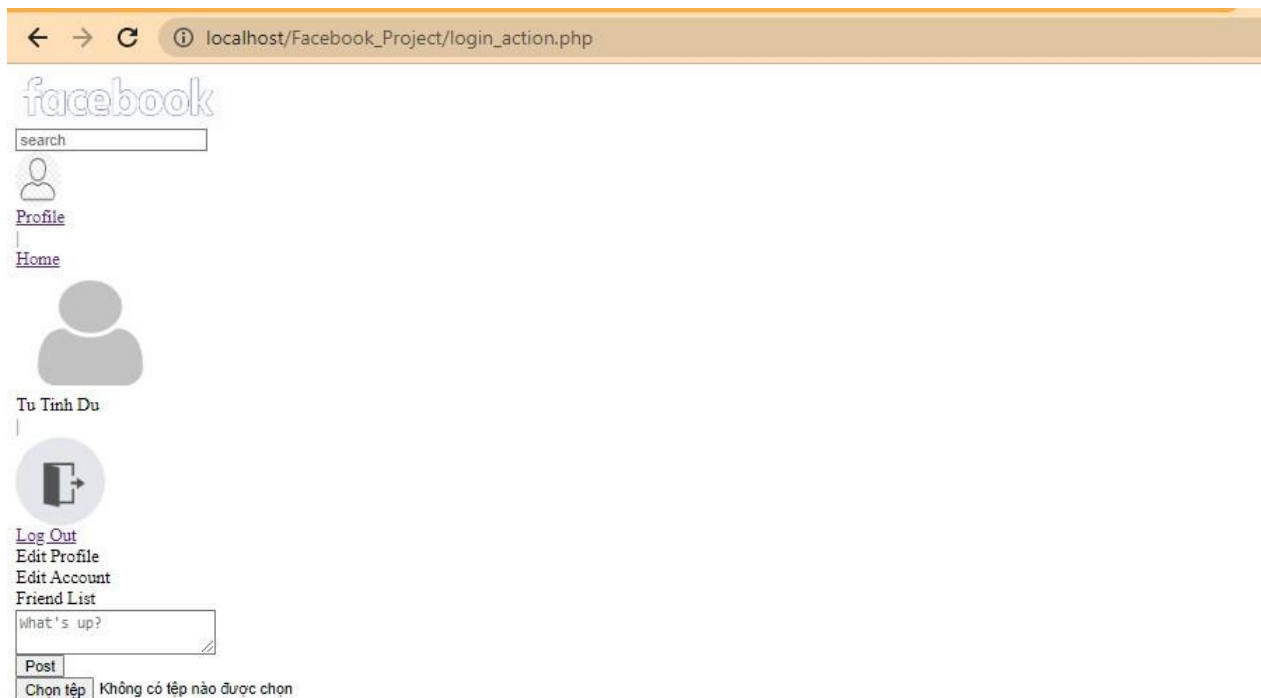 localhost/Facebook_Project/login_action.php
facebook
search
Profile
|
Home
Tu Tinh Du
|
Log Out
Edit Profile
Edit Account
Friend List
What's up?
Post
Chọn tệp Không có tệp nào được chọn